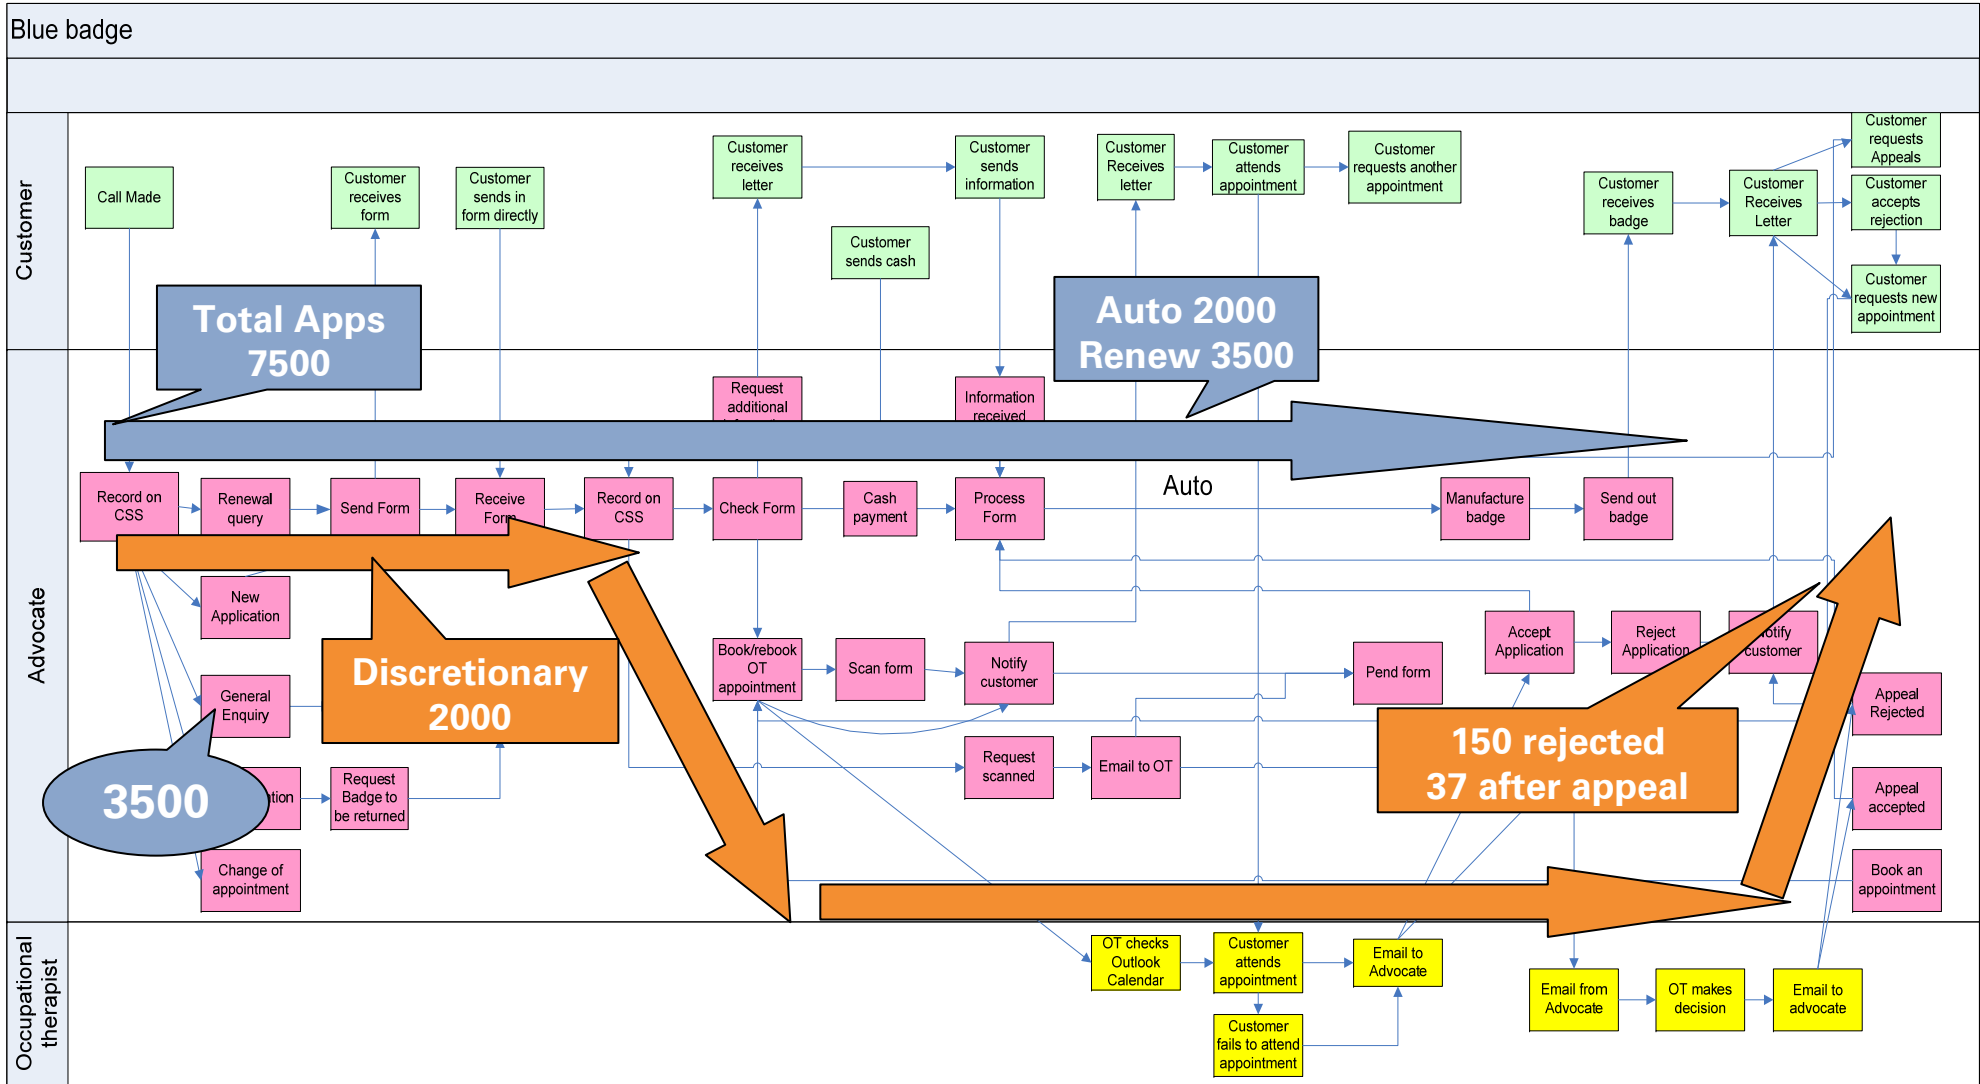 Blue badge
Customer
Call Made
Customer
receives
form
Customer
sends in
form directly
Customer
receives
letter
Customer
sends cash
Customer
sends
information
Customer
Receives
letter
Customer
attends
appointment
Customer
requests another
appointment
Customer
receives
badge
Customer
Receives
Letter
Customer
requests
Appeals
Customer
accepts
rejection
Customer
requests new
appointment
Total Apps
7500
Auto 2000
Renew 3500
Advocate
Request
additional
Information
received
Record on
CSS
Renewal
query
Send Form
Receive
Form
Record on
CSS
Check Form
Cash
payment
Process
Form
Auto
Manufacture
badge
Send out
badge
New
Application
General
Enquiry
Discretionary
2000
3500
Request
Badge to
be returned
Change of
appointment
Book/rebook
OT
appointment
Scan form
Notify
customer
Pend form
Request
scanned
Email to OT
Accept
Application
Reject
Application
Notify
customer
150 rejected
37 after appeal
Appeal
Rejected
Appeal
accepted
Book an
appointment
Occupational
therapist
OT checks
Outlook
Calendar
Customer
attends
appointment
Customer
fails to attend
appointment
Email to
Advocate
Email from
Advocate
OT makes
decision
Email to
advocate